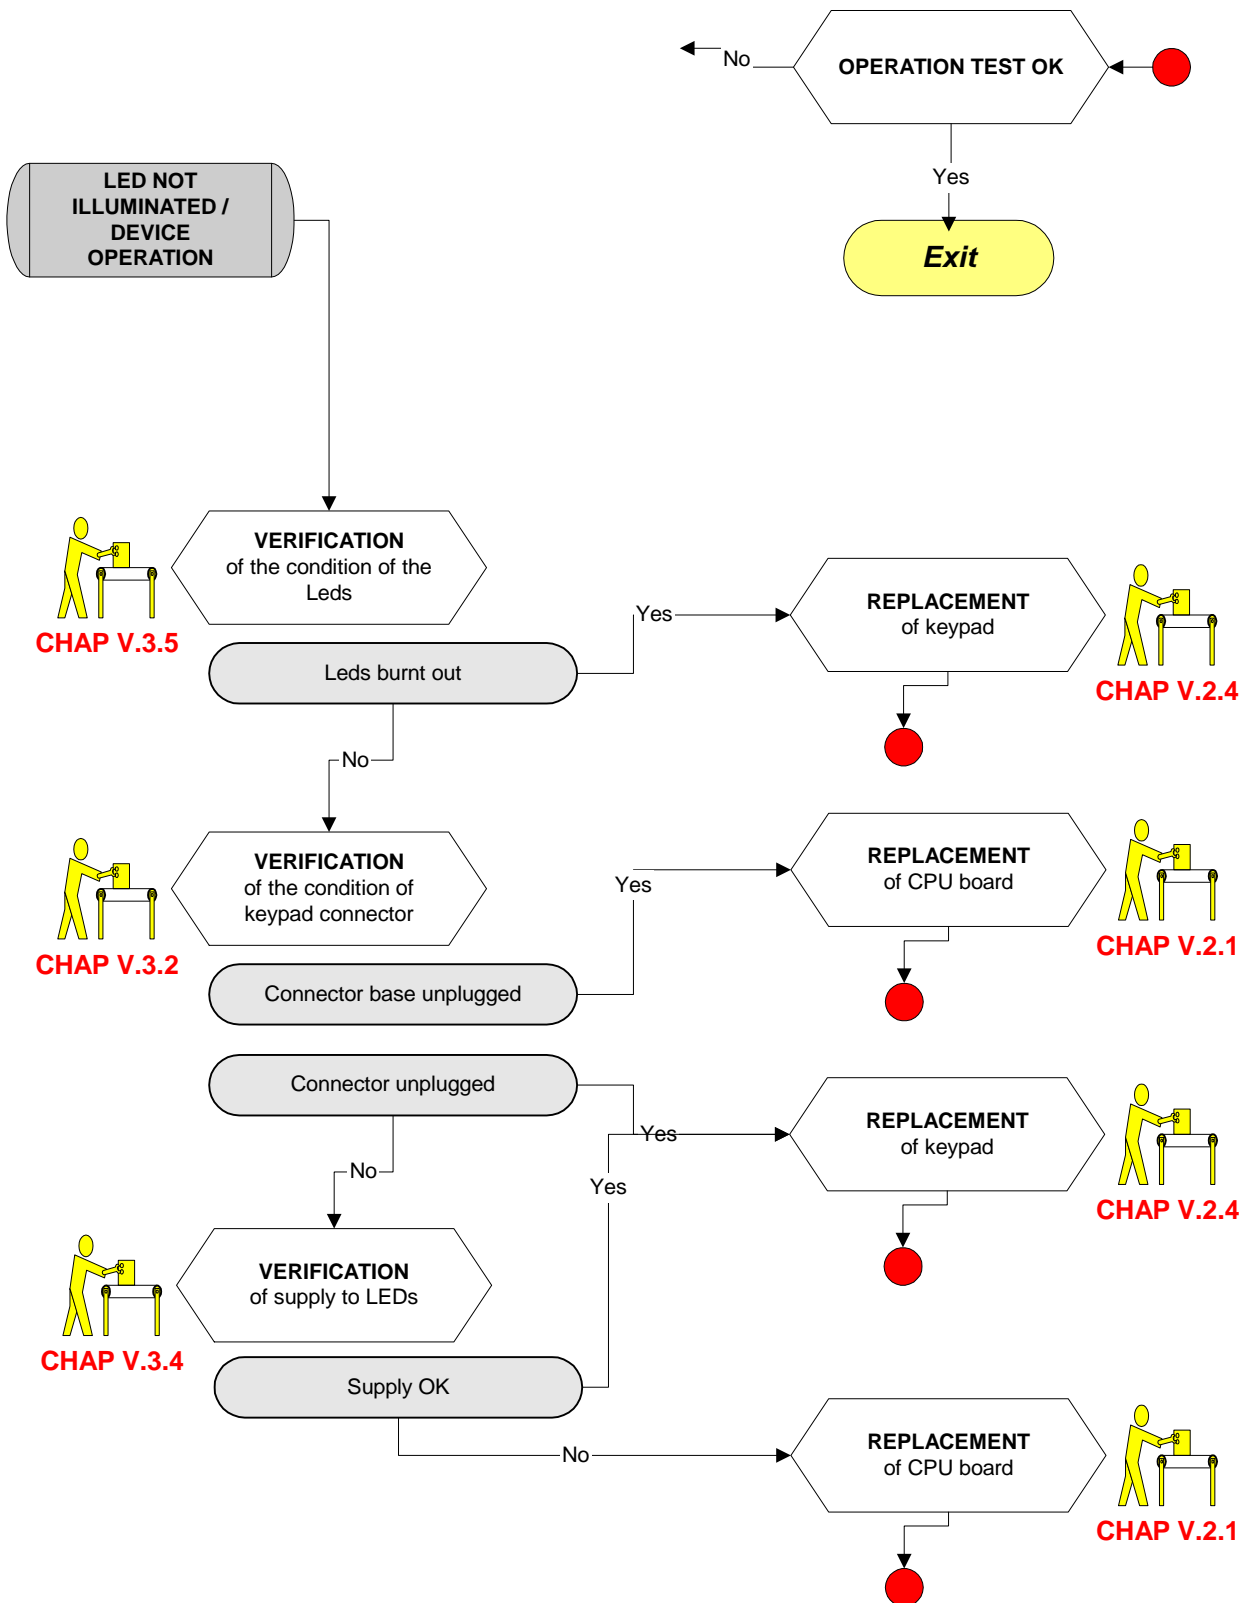 No
OPERATION TEST OK
Yes
Exit
LED NOT
ILLUMINATED /
DEVICE
OPERATION
VERIFICATION
of the condition of the
Leds
CHAP V.3.5
Leds burnt out
Yes
REPLACEMENT
of keypad
CHAP V.2.4
No
VERIFICATION
of the condition of
keypad connector
CHAP V.3.2
Connector base unplugged
Yes
REPLACEMENT
of CPU board
CHAP V.2.1
Connector unplugged
Yes
REPLACEMENT
of keypad
CHAP V.2.4
No
Yes
VERIFICATION
of supply to LEDs
CHAP V.3.4
Supply OK
No
REPLACEMENT
of CPU board
CHAP V.2.1